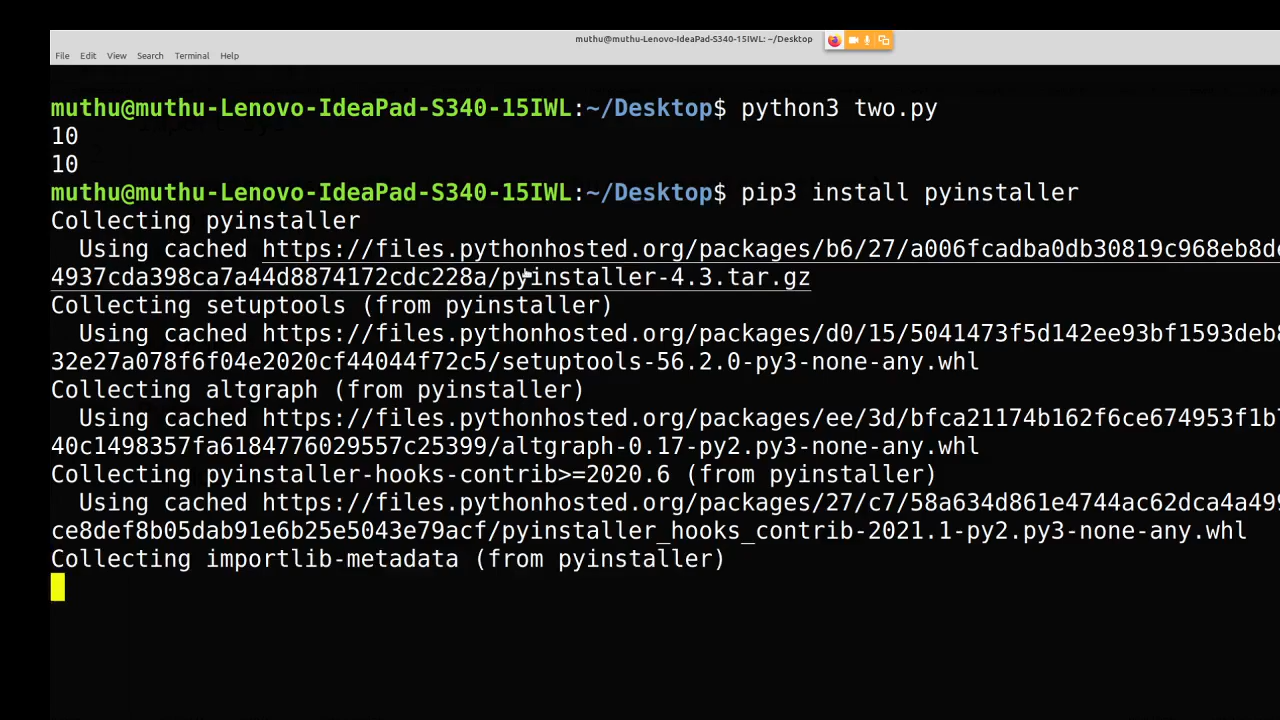 muthu@muthu-Lenovo-IdeaPad-S340-15IWL: ~/Desktop
File Edit View Search Terminal Help
muthu@muthu-Lenovo-IdeaPad-S340-15IWL:~/Desktop$ python3 two.py
10
10
muthu@muthu-Lenovo-IdeaPad-S340-15IWL:~/Desktop$ pip3 install pyinstaller
Collecting pyinstaller
Using cached https://files.pythonhosted.org/packages/b6/27/a006fcadba0db30819c968eb8de
4937cda398ca7a44d8874172cdc228a/pyinstaller-4.3.tar.gz
Collecting setuptools (from pyinstaller)
Using cached https://files.pythonhosted.org/packages/d0/15/5041473f5d142ee93bf1593deb8
32e27a078f6f04e2020cf44044f72c5/setuptools-56.2.0-py3-none-any.whl
Collecting altgraph (from pyinstaller)
Using cached https://files.pythonhosted.org/packages/ee/3d/bfca21174b162f6ce674953f1b7
40c1498357fa6184776029557c25399/altgraph-0.17-py2.py3-none-any.whl
Collecting pyinstaller-hooks-contrib>=2020.6 (from pyinstaller)
Using cached https://files.pythonhosted.org/packages/27/c7/58a634d861e4744ac62dca4a499
ce8def8b05dab91e6b25e5043e79acf/pyinstaller_hooks_contrib-2021.1-py2.py3-none-any.whl
Collecting importlib-metadata (from pyinstaller)